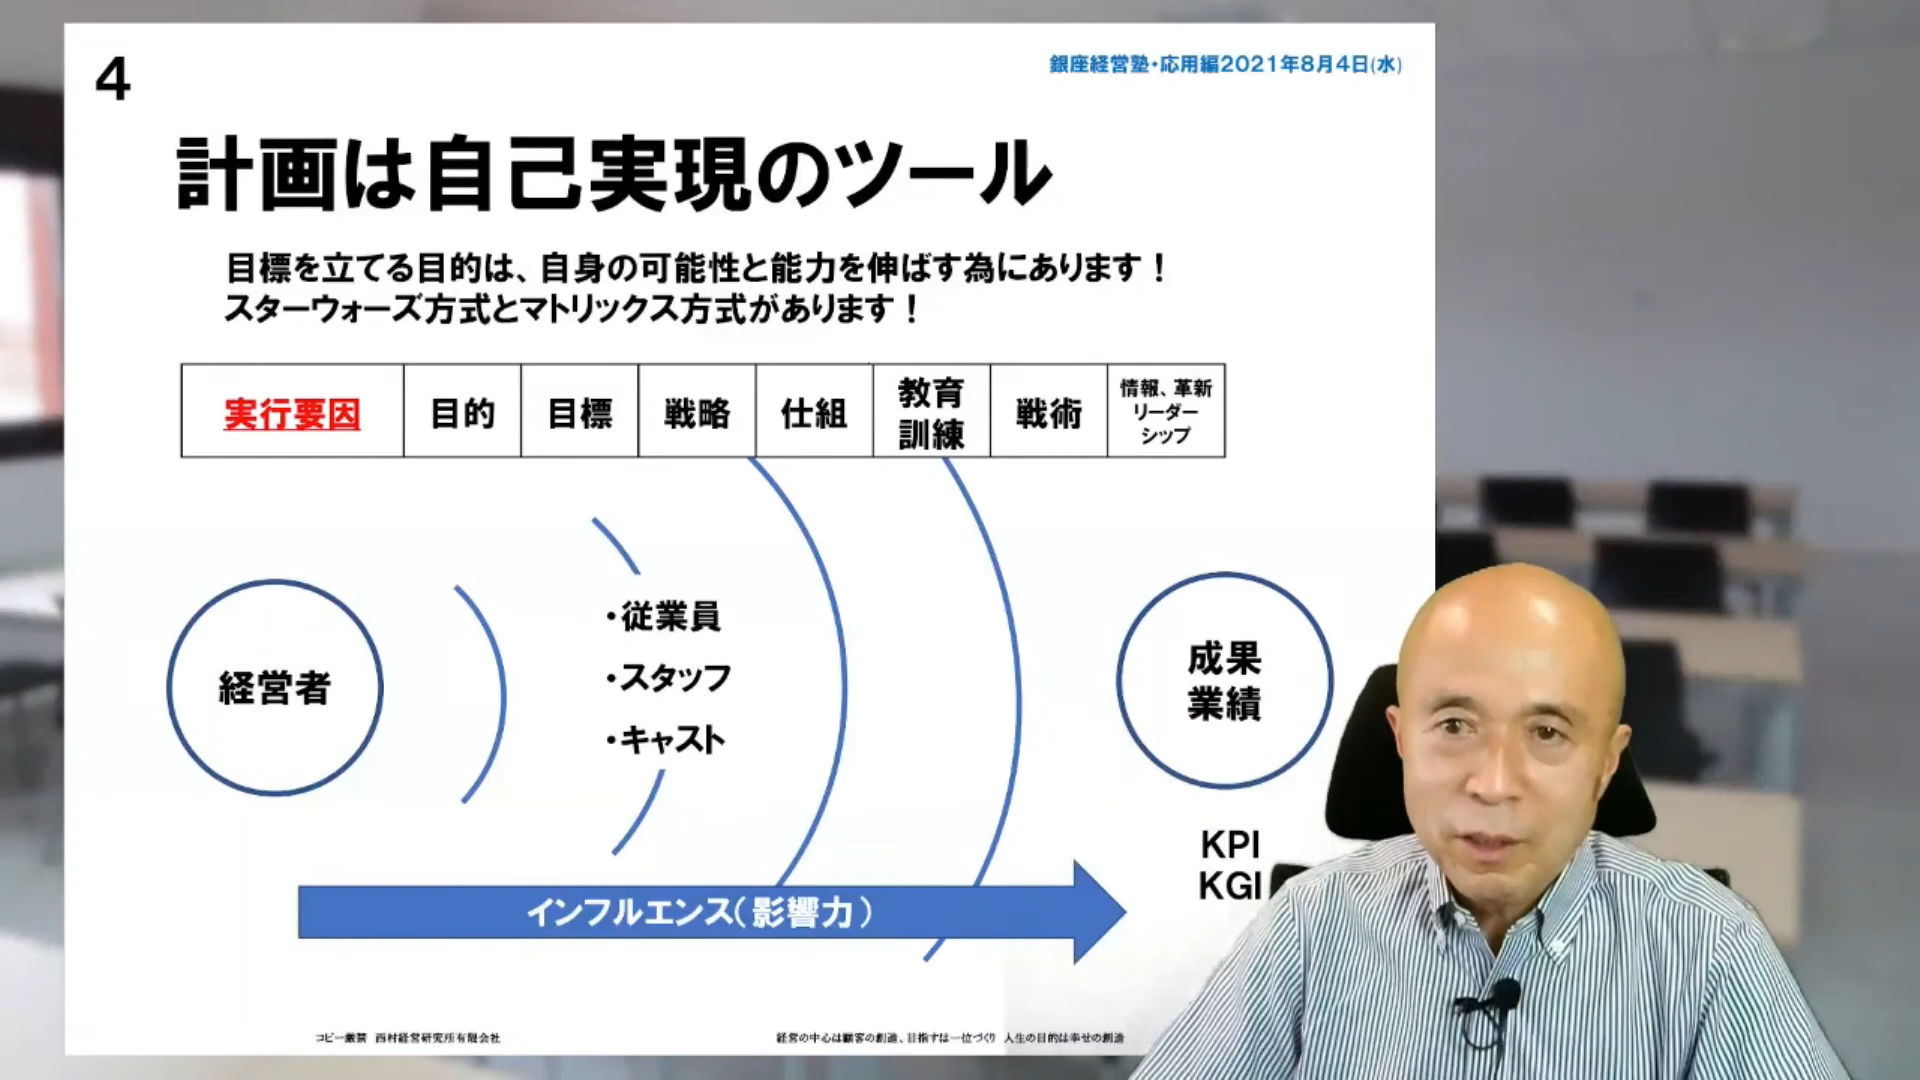 4
銀座経営塾・応用編2021年8月4日(水)
計画は自己実現のツール
目標を立てる目的は、自身の可能性と能力を伸ばす為にあります！
スターウォーズ方式とマトリックス方式があります！
実行要因
目的
目標
戦略
仕組
教育
訓練
戦術
情報、革新
リーダー
シップ
経営者
・従業員
・スタッフ
・キャスト
成果
業績
KPI
KGI
インフルエンス(影響力)
コピー厳禁 西村経営研究所有限会社
経営の中心は顧客の創造、目指すは一位づくり 人生の目的は幸せの創造